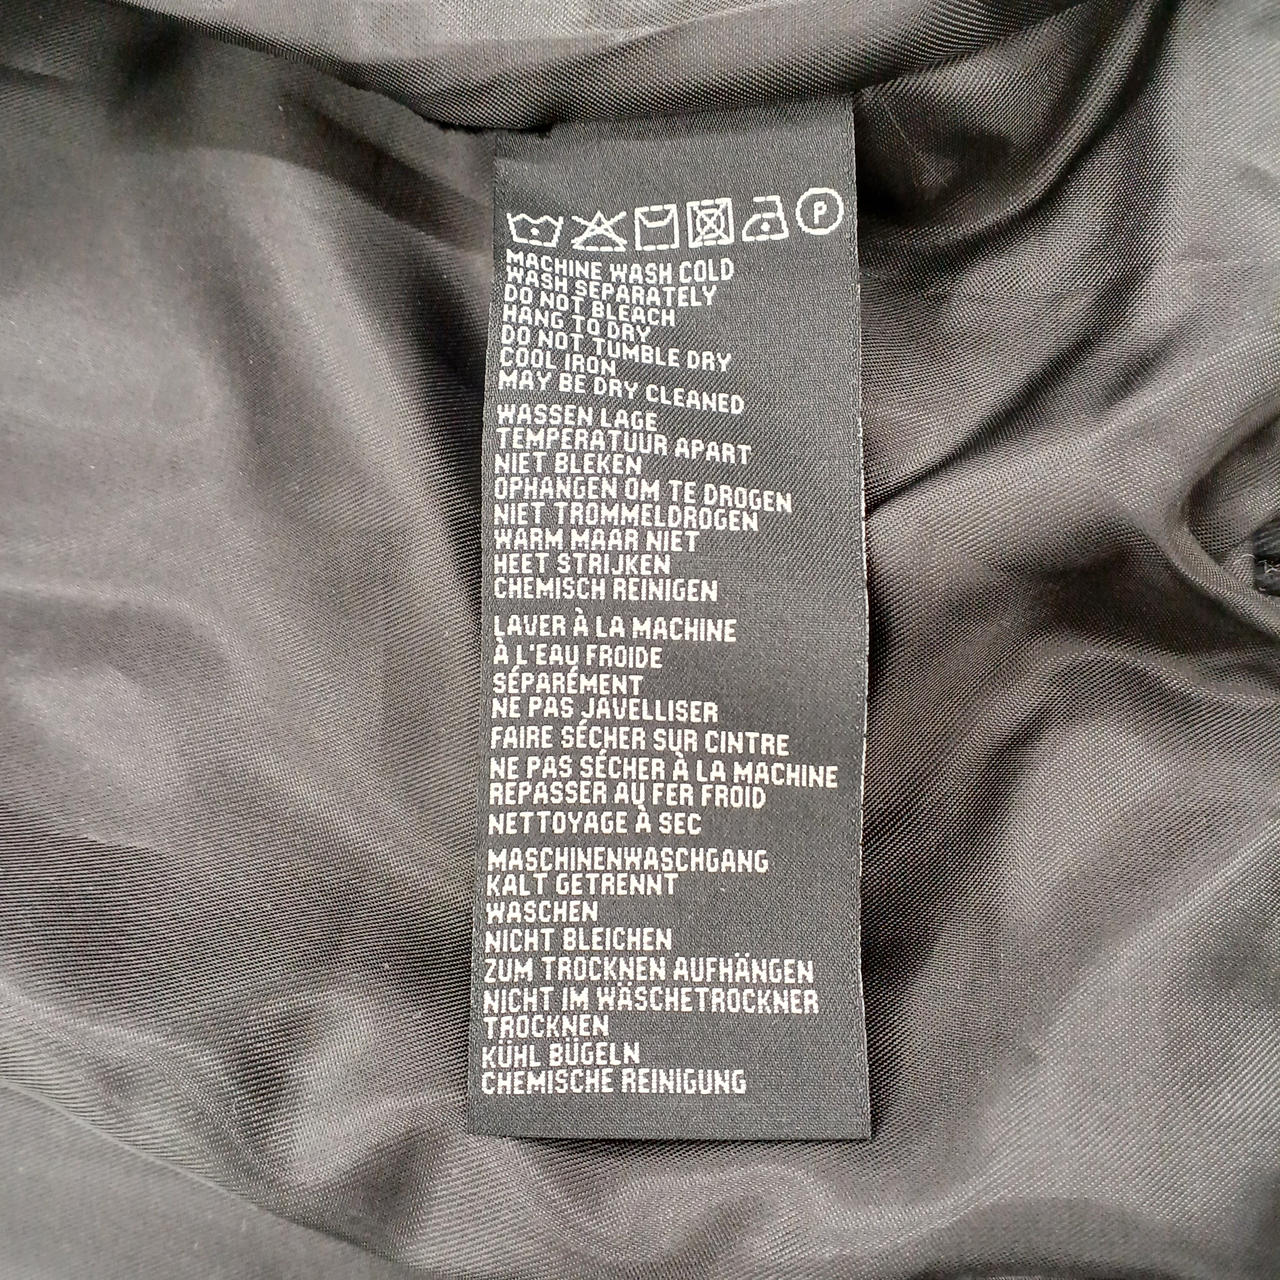 P
MACHINE WASH COLD
WASH SEPARATELY
DO NOT BLEACH
HANG TO DRY
DO NOT TUMBLE DRY
COOL IRON
MAY BE DRY CLEANED
WASSEN LAGE
TEMPERATUUR APART
NIET BLEKEN
OPHANGEN OM TE DROGEN
NIET TROMMELDROGEN
WARM MAAR NIET
HEET STRIJKEN
CHEMISCH REINIGEN
LAVER À LA MACHINE
À L'EAU FROIDE
SÉPARÉMENT
NE PAS JAVELLISER
FAIRE SÉCHER SUR CINTRE
NE PAS SÉCHER À LA MACHINE
REPASSER AU FER FROID
NETTOYAGE À SEC
MASCHINENWASCHGANG
KALT GETRENNT
WASCHEN
NICHT BLEICHEN
ZUM TROCKNEN AUFHÄNGEN
NICHT IM WÄSCHETROCKNER
TROCKNEN
KÜHL BÜGELN
CHEMISCHE REINIGUNG